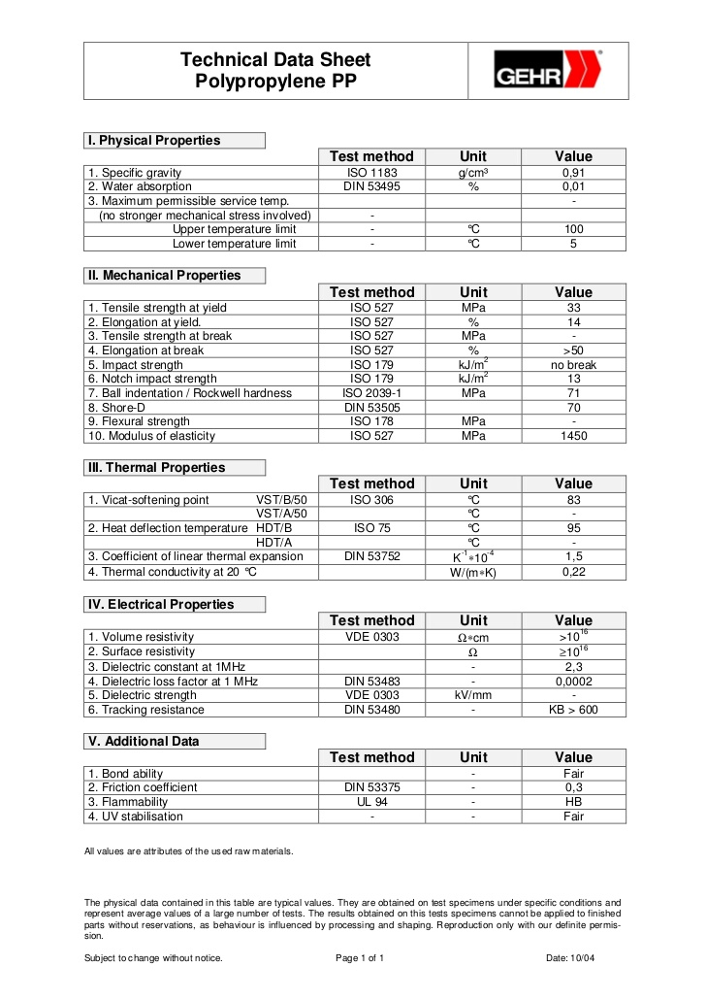 Technical Data Sheet
Polypropylene PP
GEHR®
I. Physical Properties
Test method Unit Value
1. Specific gravity ISO 1183 g/cm³ 0,91
2. Water absorption DIN 53495 % 0,01
3. Maximum permissible service temp. -
(no stronger mechanical stress involved) -
Upper temperature limit - °C 100
Lower temperature limit - °C 5
II. Mechanical Properties
Test method Unit Value
1. Tensile strength at yield ISO 527 MPa 33
2. Elongation at yield. ISO 527 % 14
3. Tensile strength at break ISO 527 MPa -
4. Elongation at break ISO 527 % >50
5. Impact strength ISO 179 kJ/m² no break
6. Notch impact strength ISO 179 kJ/m² 13
7. Ball indentation / Rockwell hardness ISO 2039-1 MPa 71
8. Shore-D DIN 53505 70
9. Flexural strength ISO 178 MPa -
10. Modulus of elasticity ISO 527 MPa 1450
III. Thermal Properties
Test method Unit Value
1. Vicat-softening point VST/B/50 ISO 306 °C 83
VST/A/50 °C -
2. Heat deflection temperature HDT/B ISO 75 °C 95
HDT/A °C -
3. Coefficient of linear thermal expansion DIN 53752 K⁻¹∗10⁻⁴ 1,5
4. Thermal conductivity at 20 °C W/(m∗K) 0,22
IV. Electrical Properties
Test method Unit Value
1. Volume resistivity VDE 0303 Ω∗cm >10¹⁶
2. Surface resistivity Ω ≥10¹⁶
3. Dielectric constant at 1MHz - 2,3
4. Dielectric loss factor at 1 MHz DIN 53483 - 0,0002
5. Dielectric strength VDE 0303 kV/mm -
6. Tracking resistance DIN 53480 - KB > 600
V. Additional Data
Test method Unit Value
1. Bond ability - Fair
2. Friction coefficient DIN 53375 - 0,3
3. Flammability UL 94 - HB
4. UV stabilisation - - Fair
All values are attributes of the used raw materials.
The physical data contained in this table are typical values. They are obtained on test specimens under specific conditions and
represent average values of a large number of tests. The results obtained on this tests specimens cannot be applied to finished
parts without reservations, as behaviour is influenced by processing and shaping. Reproduction only with our definite permis-
sion.
Subject to change without notice. Page 1 of 1 Date: 10/04